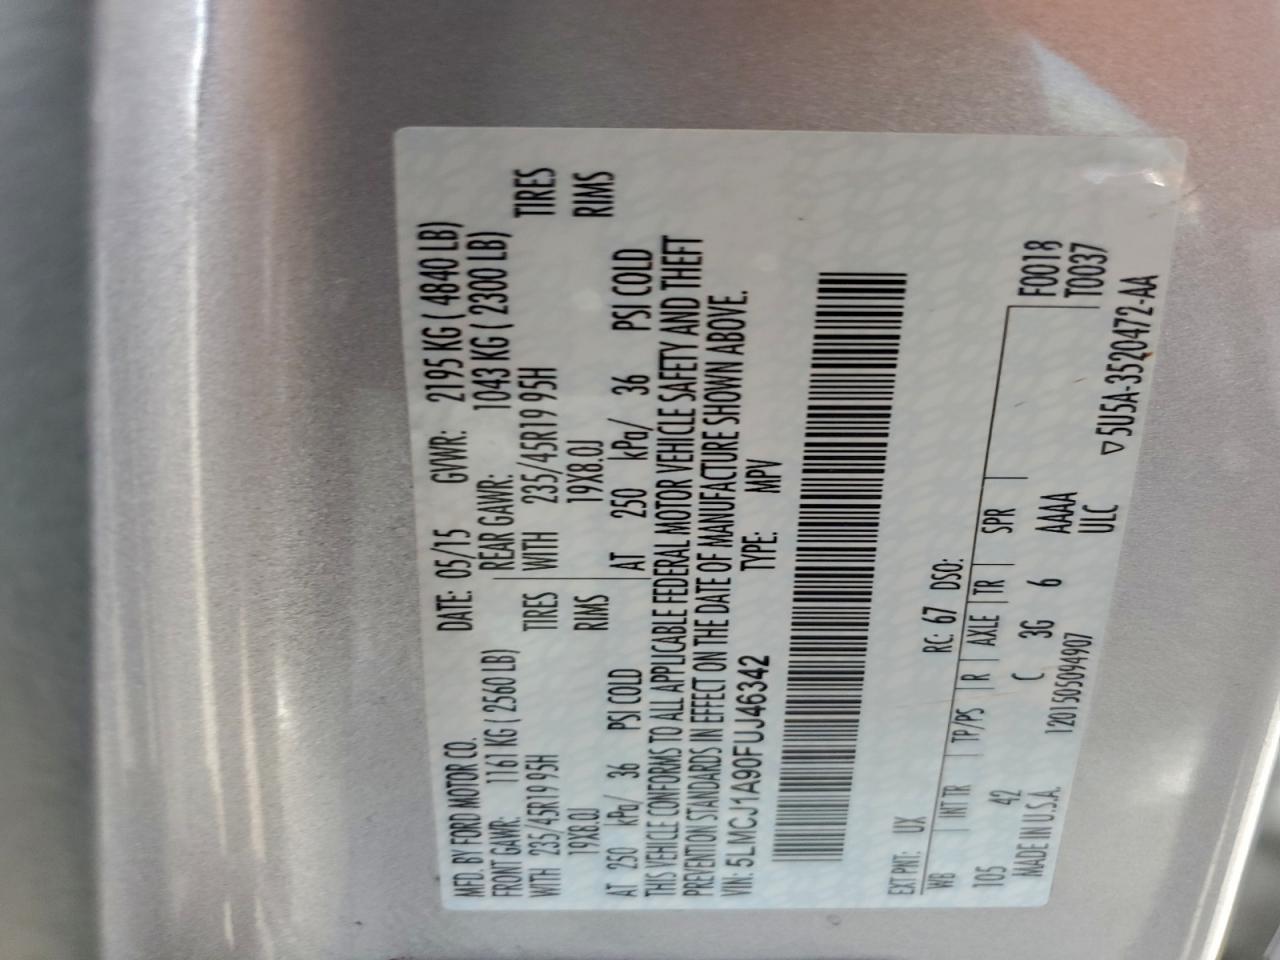 MFD. BY FORD MOTOR CO. DATE: 05/15 GVWR: 2195 KG ( 4840 LB)
FRONT GAWR: 1161 KG ( 2560 LB) REAR GAWR: 1043 KG ( 2300 LB)
WITH 235/45R19 95H TIRES WITH 235/45R19 95H TIRES
19X8.0J RIMS 19X8.0J RIMS
AT 250 kPa/ 36 PSI COLD AT 250 kPa/ 36 PSI COLD
THIS VEHICLE CONFORMS TO ALL APPLICABLE FEDERAL MOTOR VEHICLE SAFETY AND THEFT
PREVENTION STANDARDS IN EFFECT ON THE DATE OF MANUFACTURE SHOWN ABOVE.
VIN: 5LMCJ1A90FUJ46342 TYPE: MPV
EXT PNT: UX RC: 67 DSO:
WB INT TR TP/PS R AXLE TR SPR F0018
105 42 C 3G 6 AAAA T0037
MADE IN U.S.A. 1201505094907 ULC
▽5U5A-3520472-AA